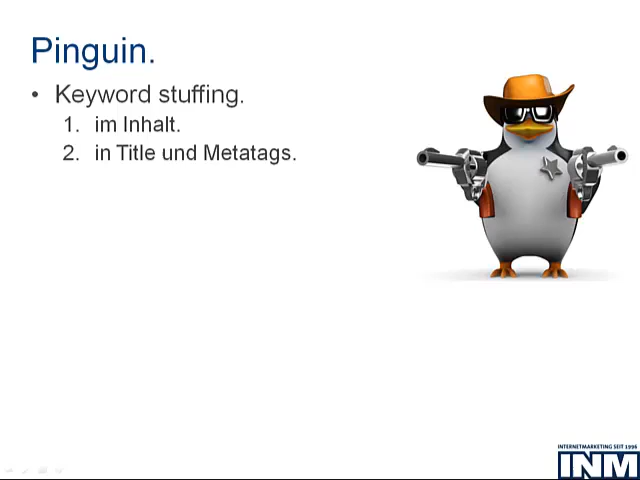 Pinguin.
• Keyword stuffing.
1. im Inhalt.
2. in Title und Metatags.
INTERNETMARKETING SEIT 1996
INM